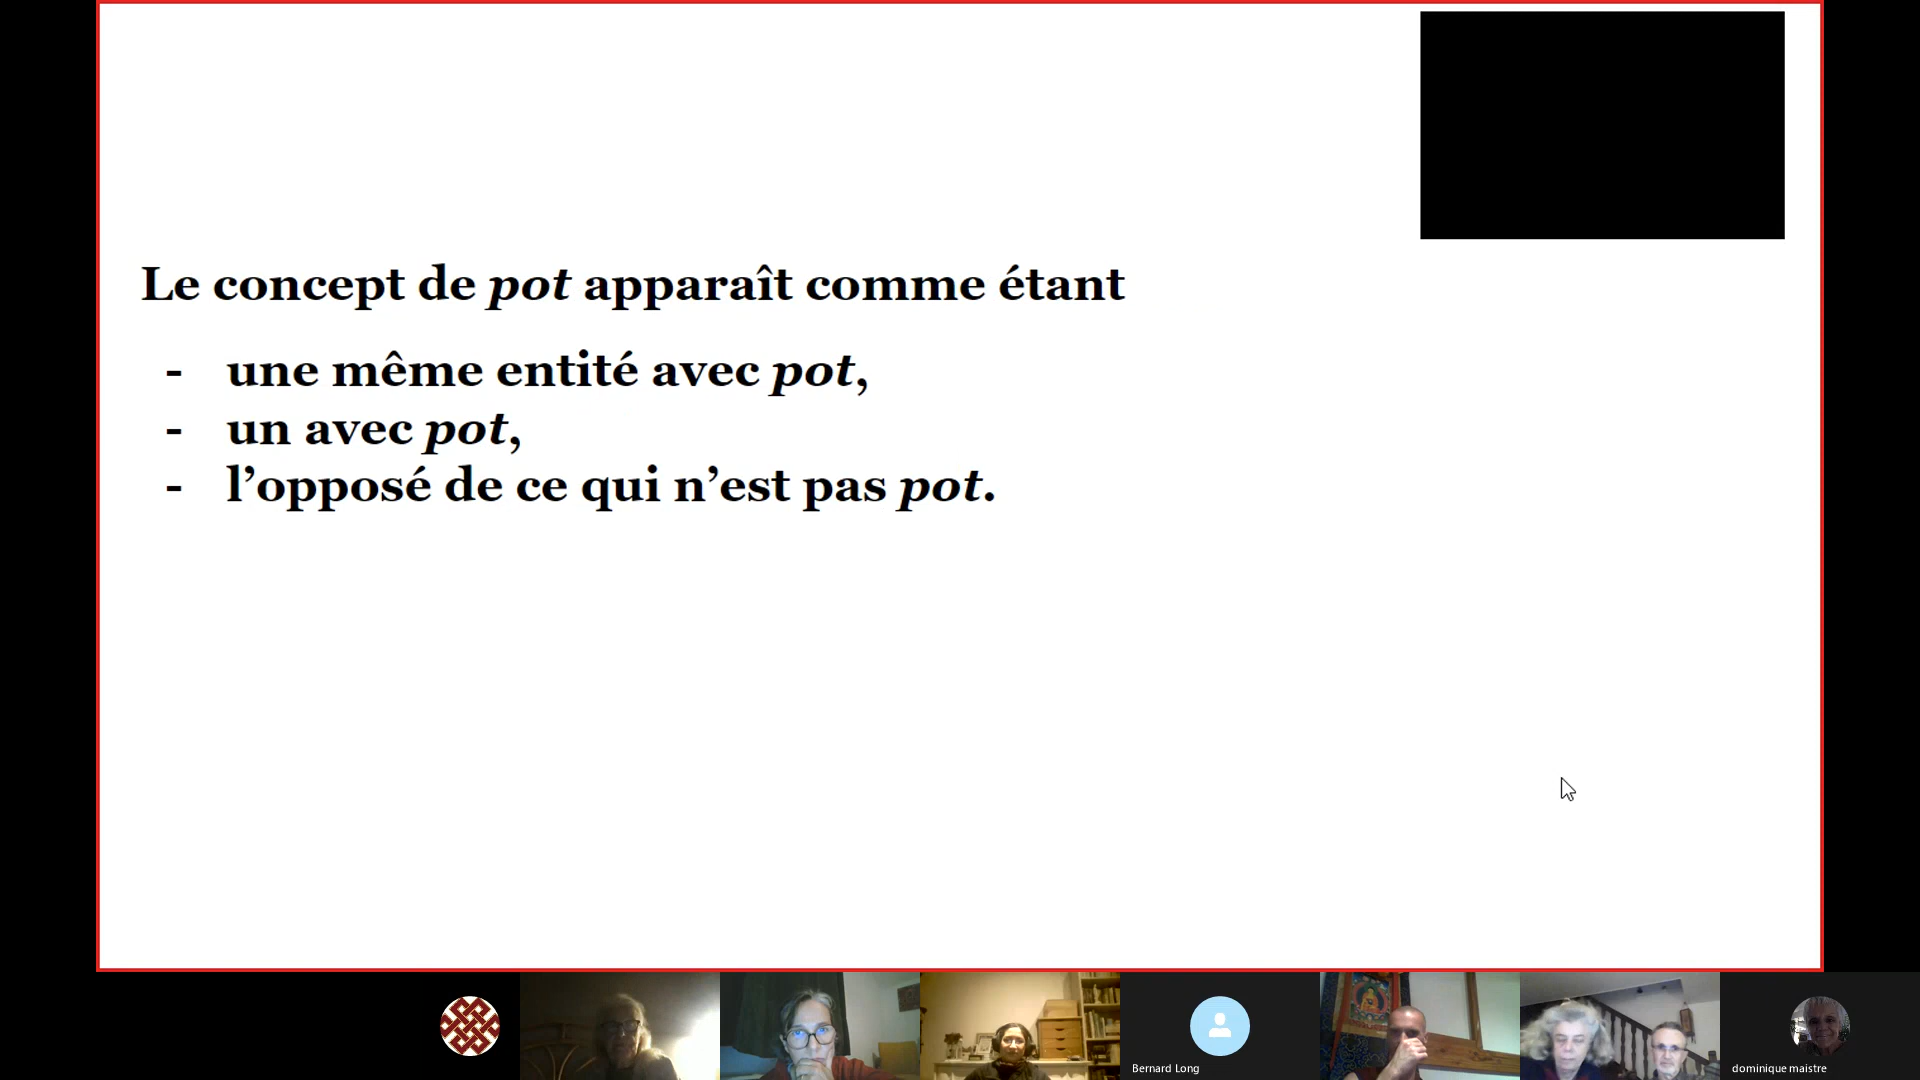 Le concept de pot apparaît comme étant
- une même entité avec pot,
- un avec pot,
- l’opposé de ce qui n’est pas pot.
Bernard Long
dominique maistre